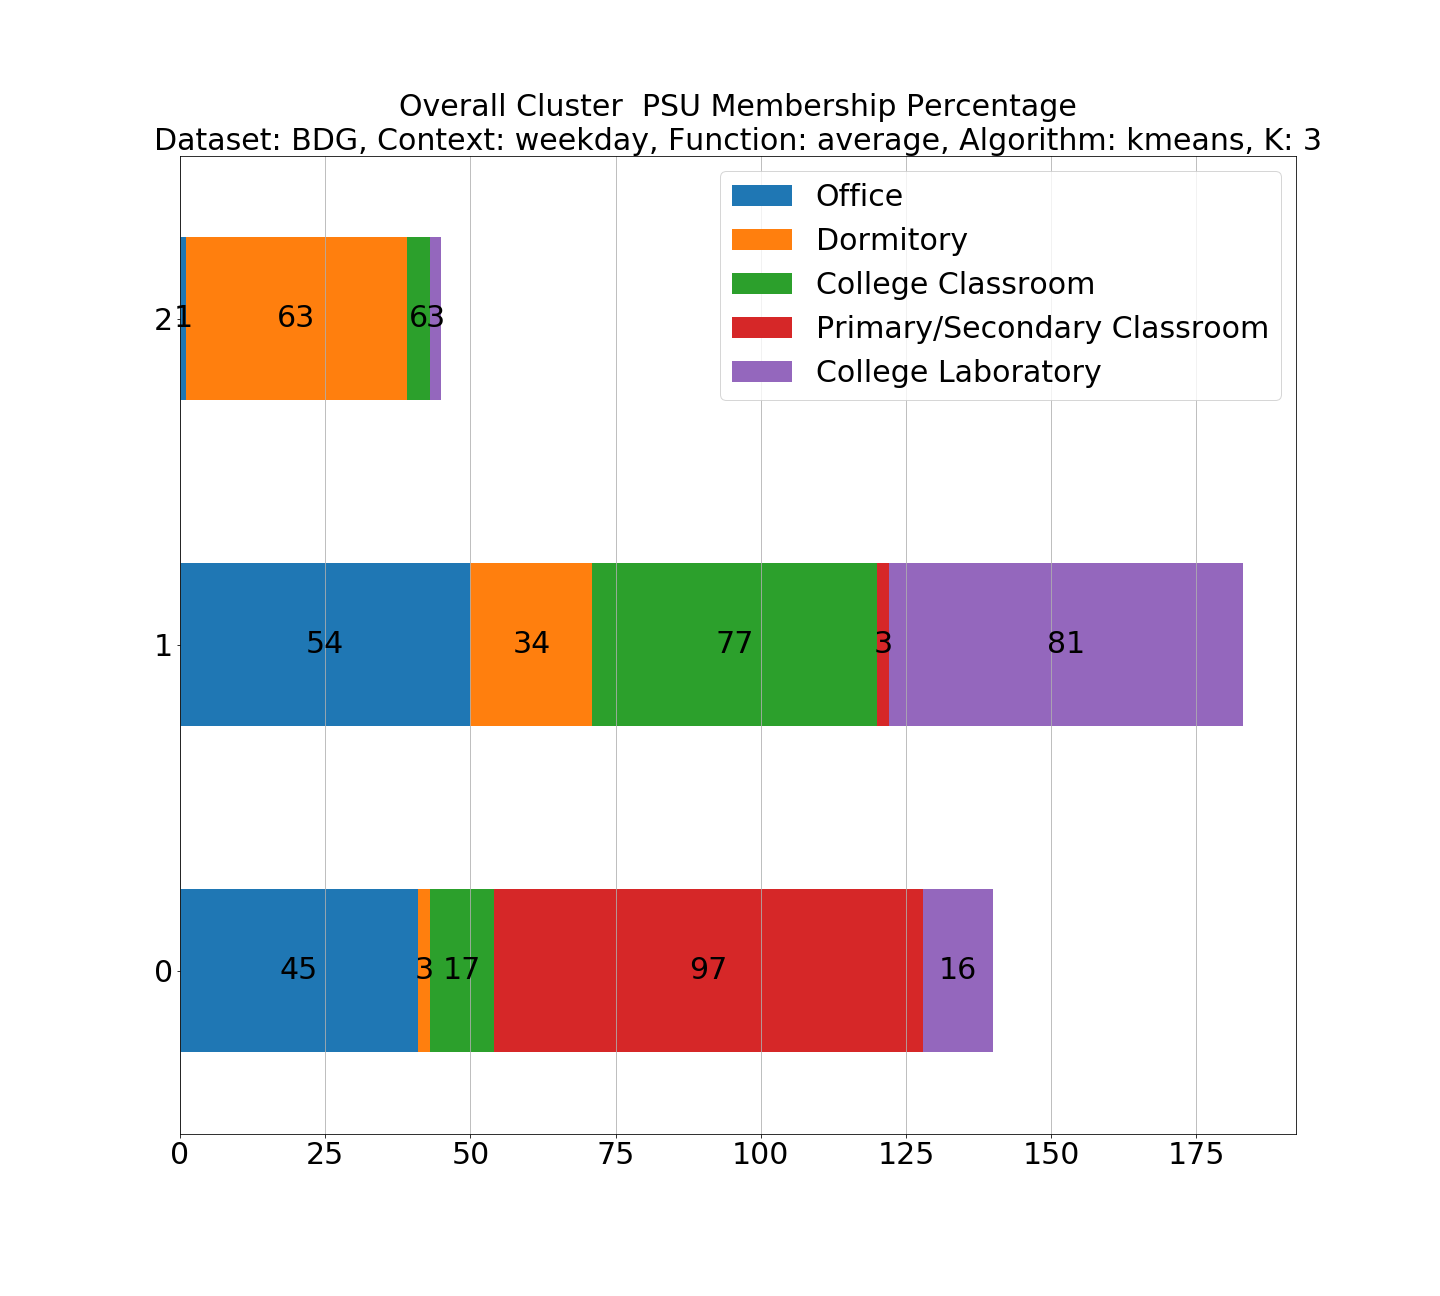 Overall Cluster  PSU Membership Percentage
Dataset: BDG, Context: weekday, Function: average, Algorithm: kmeans, K: 3
Office
Dormitory
College Classroom
Primary/Secondary Classroom
College Laboratory
2 1 63 6 3
1 54 34 77 3 81
0 45 3 17 97 16
0 25 50 75 100 125 150 175